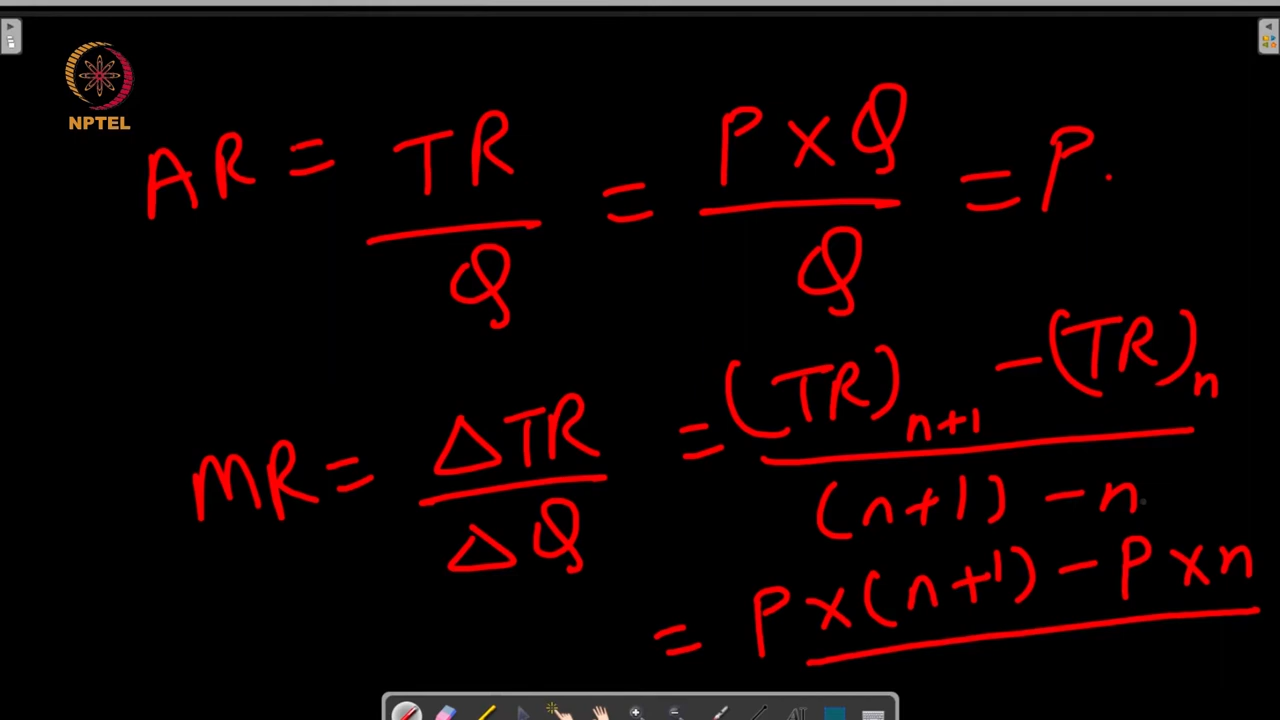 NPTEL
AR = TR / Q = P × Q / Q = P.
MR = ΔTR / ΔQ = (TR)n+1 - (TR)n / (n+1) - n
= P × (n+1) - P × n